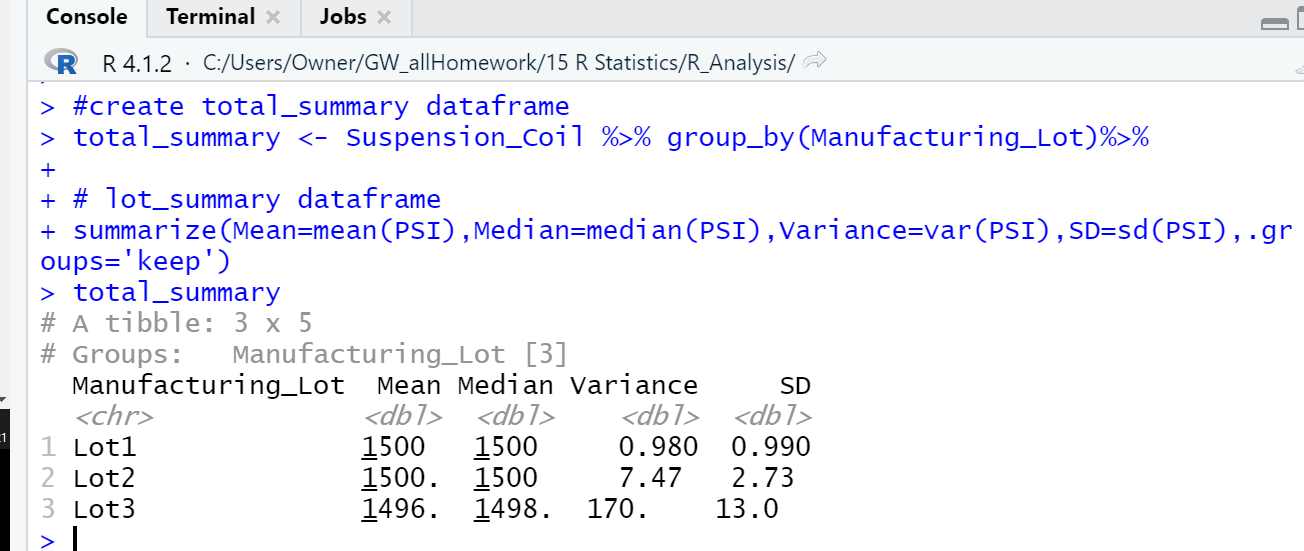 Console Terminal × Jobs ×
R R 4.1.2 · C:/Users/Owner/GW_allHomework/15 R Statistics/R_Analysis/
> #create total_summary dataframe
> total_summary <- Suspension_Coil %>% group_by(Manufacturing_Lot)%>%
+
+ # lot_summary dataframe
+ summarize(Mean=mean(PSI),Median=median(PSI),Variance=var(PSI),SD=sd(PSI),.gr
oups='keep')
> total_summary
# A tibble: 3 x 5
# Groups:   Manufacturing_Lot [3]
  Manufacturing_Lot  Mean Median Variance     SD
  <chr>             <dbl>  <dbl>    <dbl>  <dbl>
1 Lot1              1500   1500     0.980  0.990
2 Lot2              1500.  1500     7.47   2.73
3 Lot3              1496.  1498.  170.    13.0
>